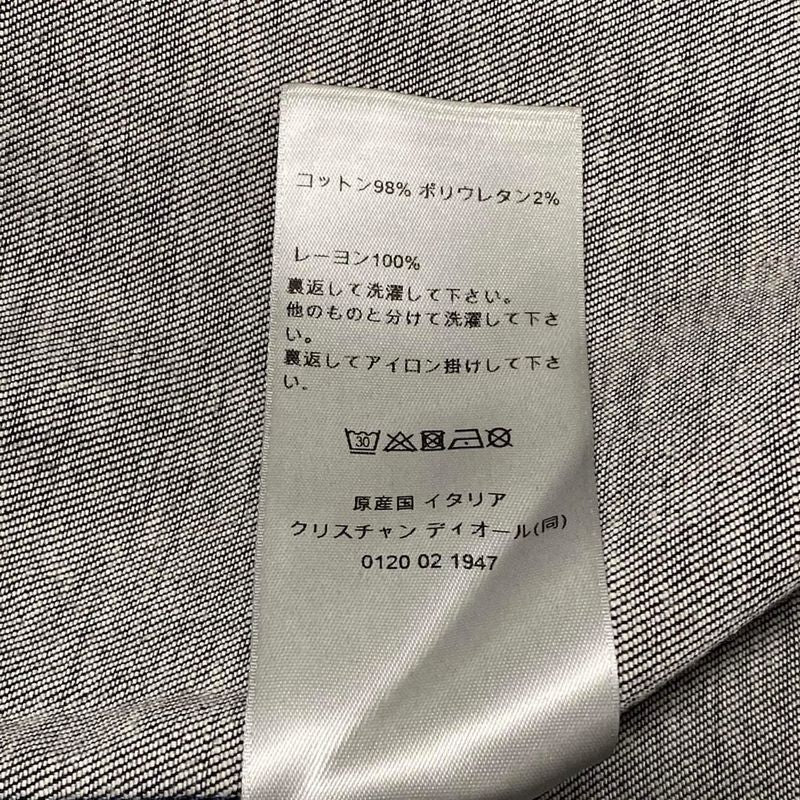 コットン98% ポリウレタン2%
レーヨン100%
裏返して洗濯して下さい。
他のものと分けて洗濯して下さ
い。
裏返してアイロン掛けして下さ
い.
30
原産国 イタリア
クリスチャン ディオール(同)
0120 02 1947